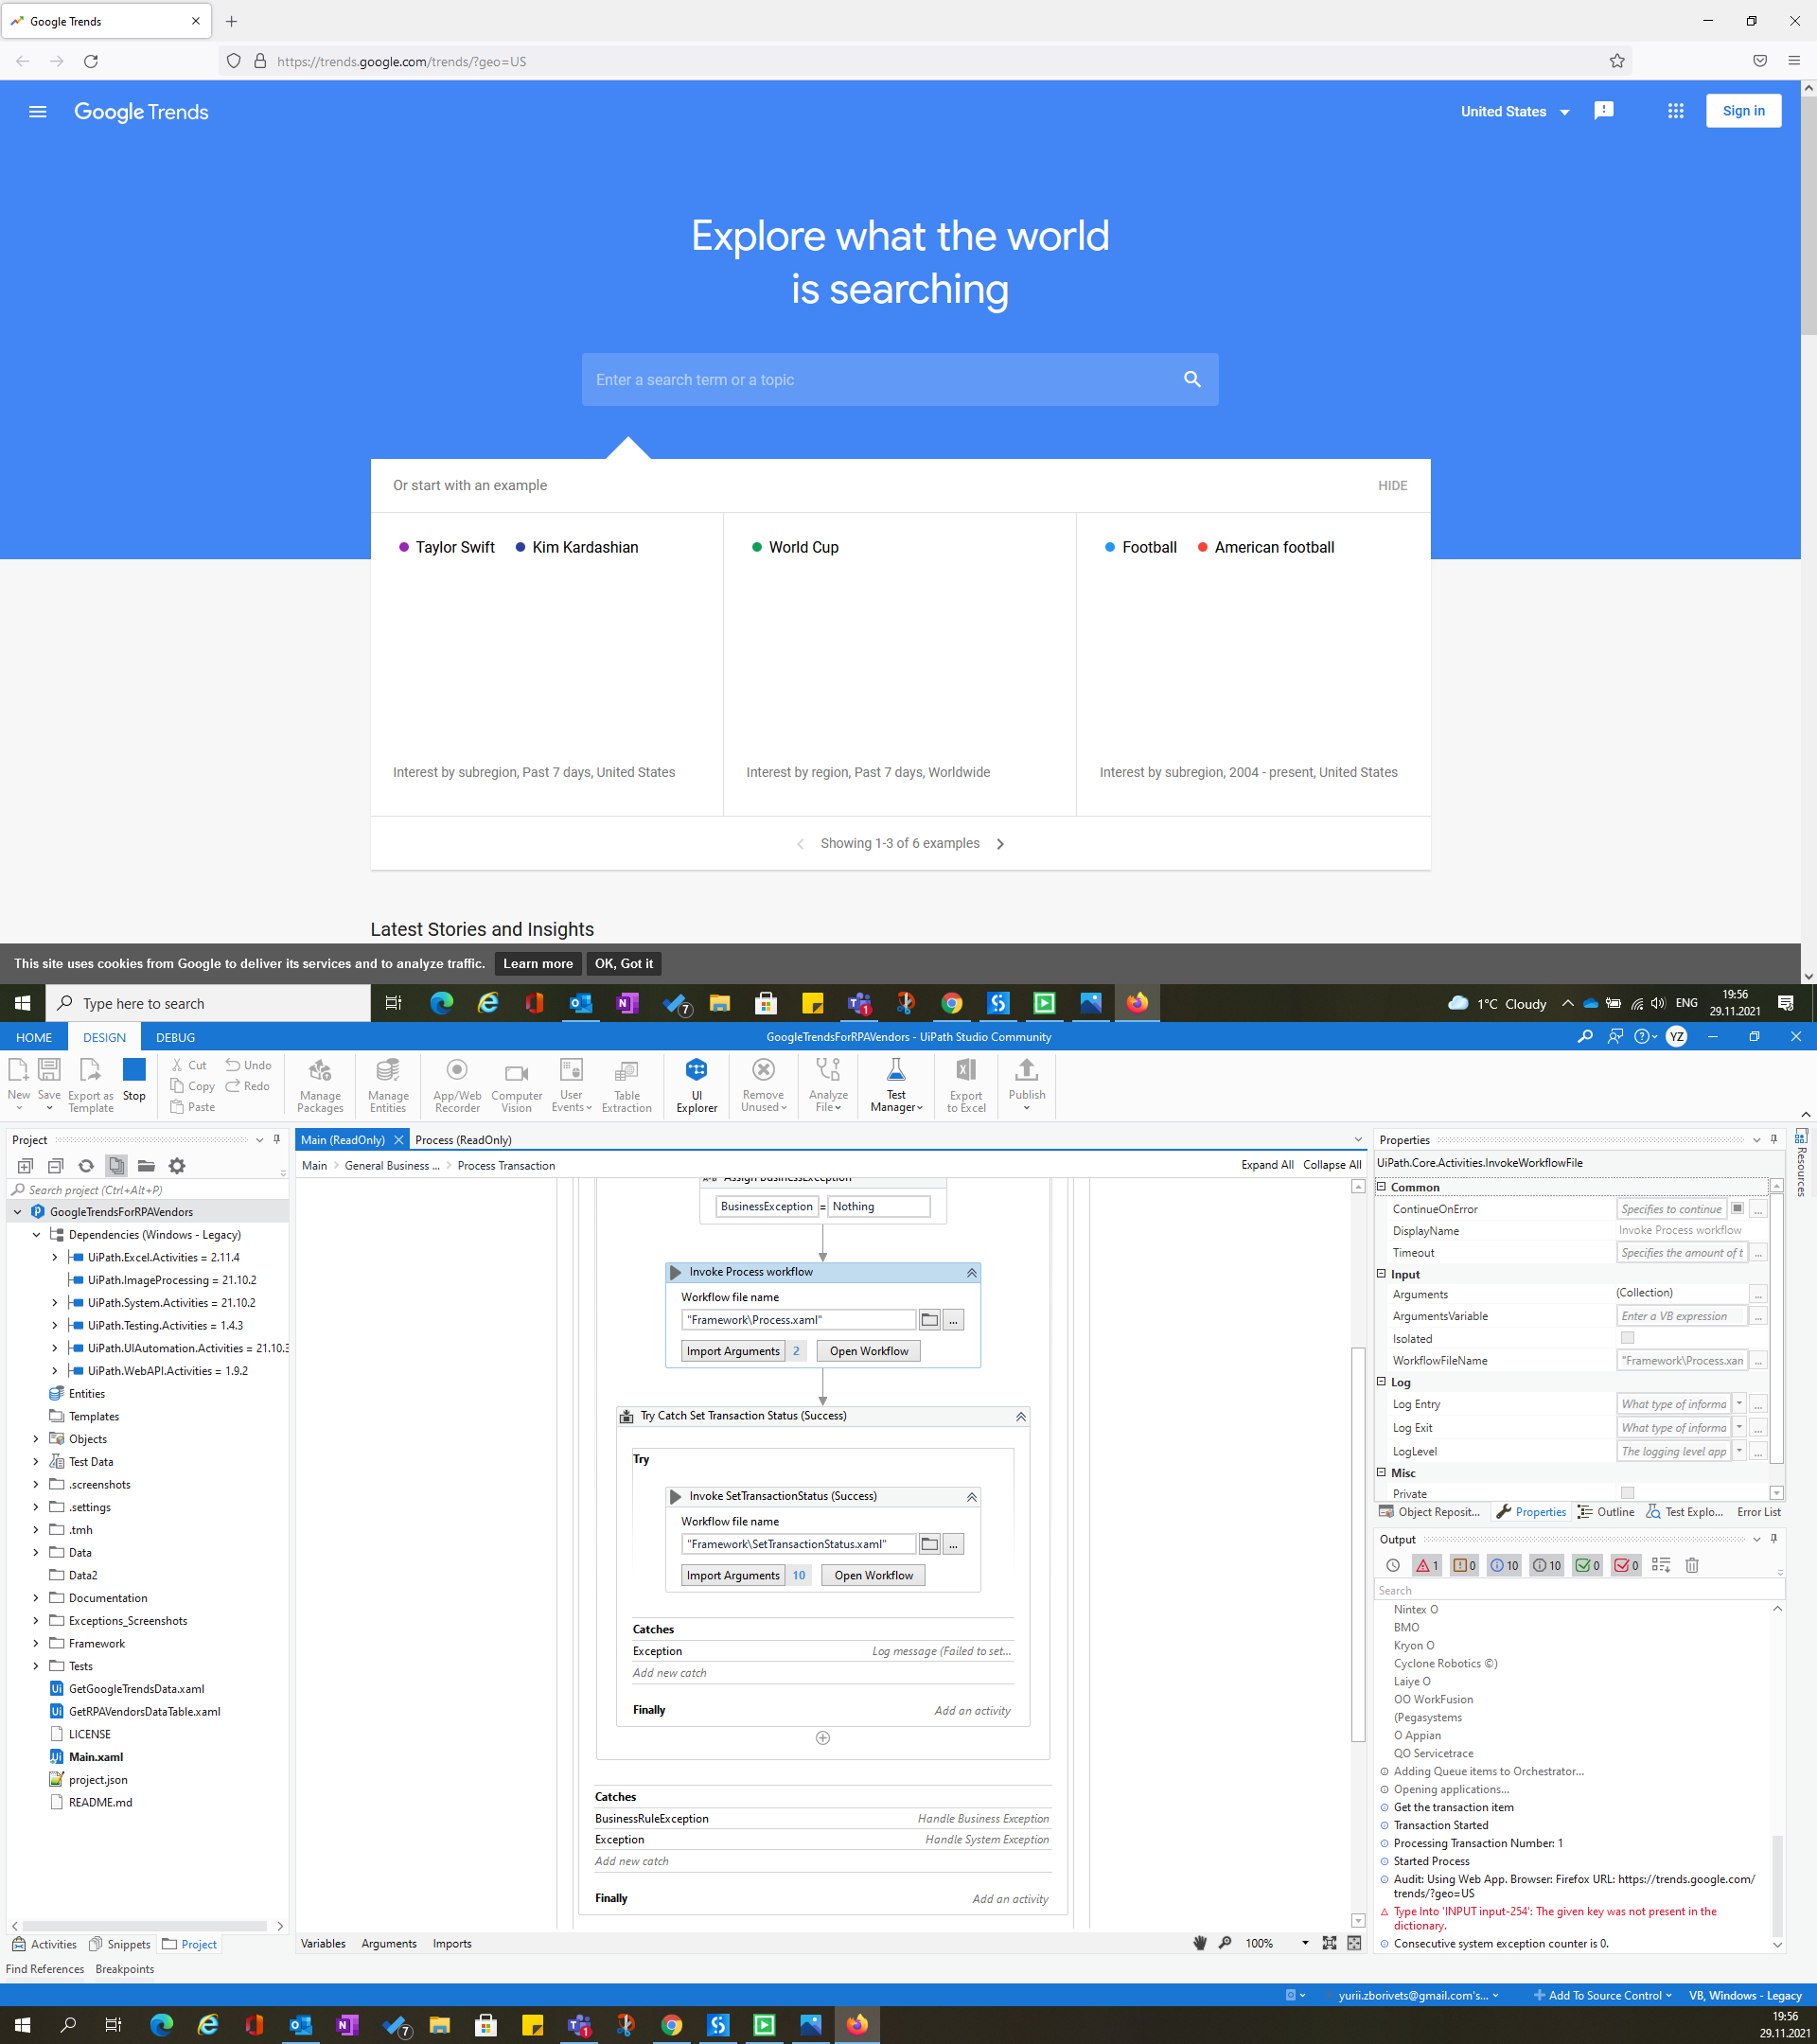 Google Trends
https://trends.google.com/trends/?geo=US
Google Trends
United States
Sign in
Explore what the world
is searching
Enter a search term or a topic
Or start with an example
HIDE
Taylor Swift Kim Kardashian
World Cup
Football American football
Interest by subregion, Past 7 days, United States
Interest by region, Past 7 days, Worldwide
Interest by subregion, 2004 - present, United States
Showing 1-3 of 6 examples
Latest Stories and Insights
This site uses cookies from Google to deliver its services and to analyze traffic. Learn more OK, Got it
Type here to search
7
1
1°C Cloudy
ENG
19:56
29.11.2021
HOME DESIGN DEBUG
GoogleTrendsForRPAVendors - UiPath Studio Community
YZ
New
Save
Export as
Template
Stop
Cut
Copy
Paste
Undo
Redo
Manage
Packages
Manage
Entities
App/Web
Recorder
Computer
Vision
User
Events
Table
Extraction
UI
Explorer
Remove
Unused
Analyze
File
Test
Manager
Export
to Excel
Publish
Project
Search project (Ctrl+Alt+P)
GoogleTrendsForRPAVendors
Dependencies (Windows - Legacy)
UiPath.Excel.Activities = 2.11.4
UiPath.ImageProcessing = 21.10.2
UiPath.System.Activities = 21.10.2
UiPath.Testing.Activities = 1.4.3
UiPath.UIAutomation.Activities = 21.10.3
UiPath.WebAPI.Activities = 1.9.2
Entities
Templates
Objects
Test Data
.screenshots
.settings
.tmh
Data
Data2
Documentation
Exceptions_Screenshots
Framework
Tests
GetGoogleTrendsData.xaml
GetRPAVendorsDataTable.xaml
LICENSE
Main.xaml
project.json
README.md
Activities Snippets Project
Find References Breakpoints
Main (ReadOnly) Process (ReadOnly)
Main > General Business ... > Process Transaction
Expand All Collapse All
Assign BusinessException
BusinessException = Nothing
Invoke Process workflow
Workflow file name
"Framework\Process.xaml"
...
Import Arguments 2 Open Workflow
Try Catch Set Transaction Status (Success)
Try
Invoke SetTransactionStatus (Success)
Workflow file name
"Framework\SetTransactionStatus.xaml"
...
Import Arguments 10 Open Workflow
Catches
Exception Log message (Failed to set...
Add new catch
Finally Add an activity
Catches
BusinessRuleException Handle Business Exception
Exception Handle System Exception
Add new catch
Finally Add an activity
Variables Arguments Imports
100%
Properties
UiPath.Core.Activities.InvokeWorkflowFile
Common
ContinueOnError Specifies to continue ...
DisplayName Invoke Process workflow
Timeout Specifies the amount of t ...
Input
Arguments (Collection) ...
ArgumentsVariable Enter a VB expression ...
Isolated
WorkflowFileName "Framework\Process.xan ...
Log
Log Entry What type of informa ...
Log Exit What type of informa ...
LogLevel The logging level app ...
Misc
Private
Object Reposit... Properties Outline Test Explo... Error List
Resources
Output
1 0 10 10 0 0
Search
Nintex O
BMO
Kryon O
Cyclone Robotics ©)
Laiye O
OO WorkFusion
(Pegasystems
O Appian
QO Servicetrace
Adding Queue items to Orchestrator...
Opening applications...
Get the transaction item
Transaction Started
Processing Transaction Number: 1
Started Process
Audit: Using Web App. Browser: Firefox URL: https://trends.google.com/
trends/?geo=US
Type Into 'INPUT input-254': The given key was not present in the
dictionary.
Consecutive system exception counter is 0.
yurii.zborivets@gmail.com's...
Add To Source Control
VB, Windows - Legacy
7
1
19:56
29.11.2021